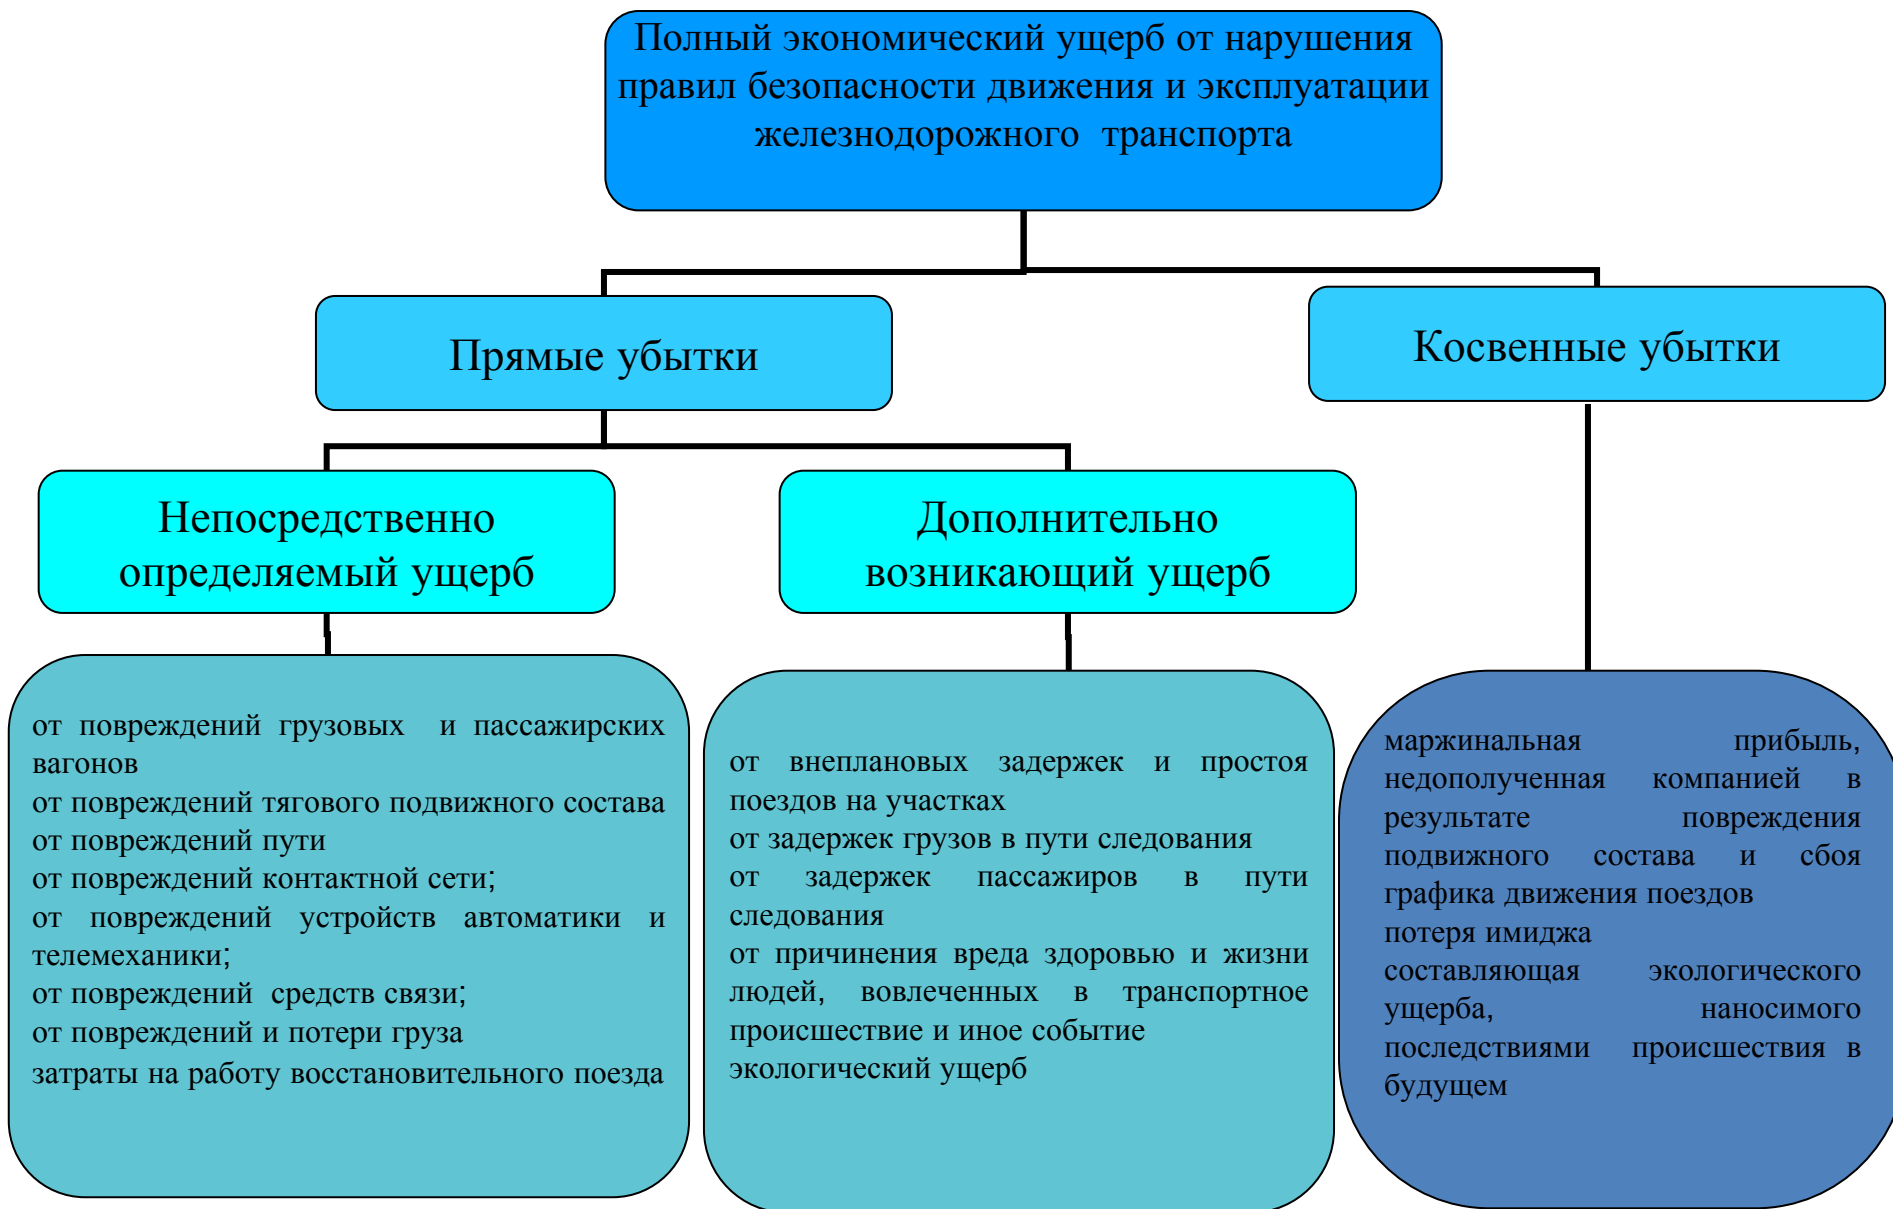 Полный экономический ущерб от нарушения
правил безопасности движения и эксплуатации
железнодорожного транспорта
Прямые убытки
Косвенные убытки
Непосредственно
определяемый ущерб
Дополнительно
возникающий ущерб
от повреждений грузовых и пассажирских
вагонов
от повреждений тягового подвижного состава
от повреждений пути
от повреждений контактной сети;
от повреждений устройств автоматики и
телемеханики;
от повреждений средств связи;
от повреждений и потери груза
затраты на работу восстановительного поезда
от внеплановых задержек и простоя
поездов на участках
от задержек грузов в пути следования
от задержек пассажиров в пути
следования
от причинения вреда здоровью и жизни
людей, вовлеченных в транспортное
происшествие и иное событие
экологический ущерб
маржинальная прибыль,
недополученная компанией в
результате повреждения
подвижного состава и сбоя
графика движения поездов
потеря имиджа
составляющая экологического
ущерба, наносимого
последствиями происшествия в
будущем